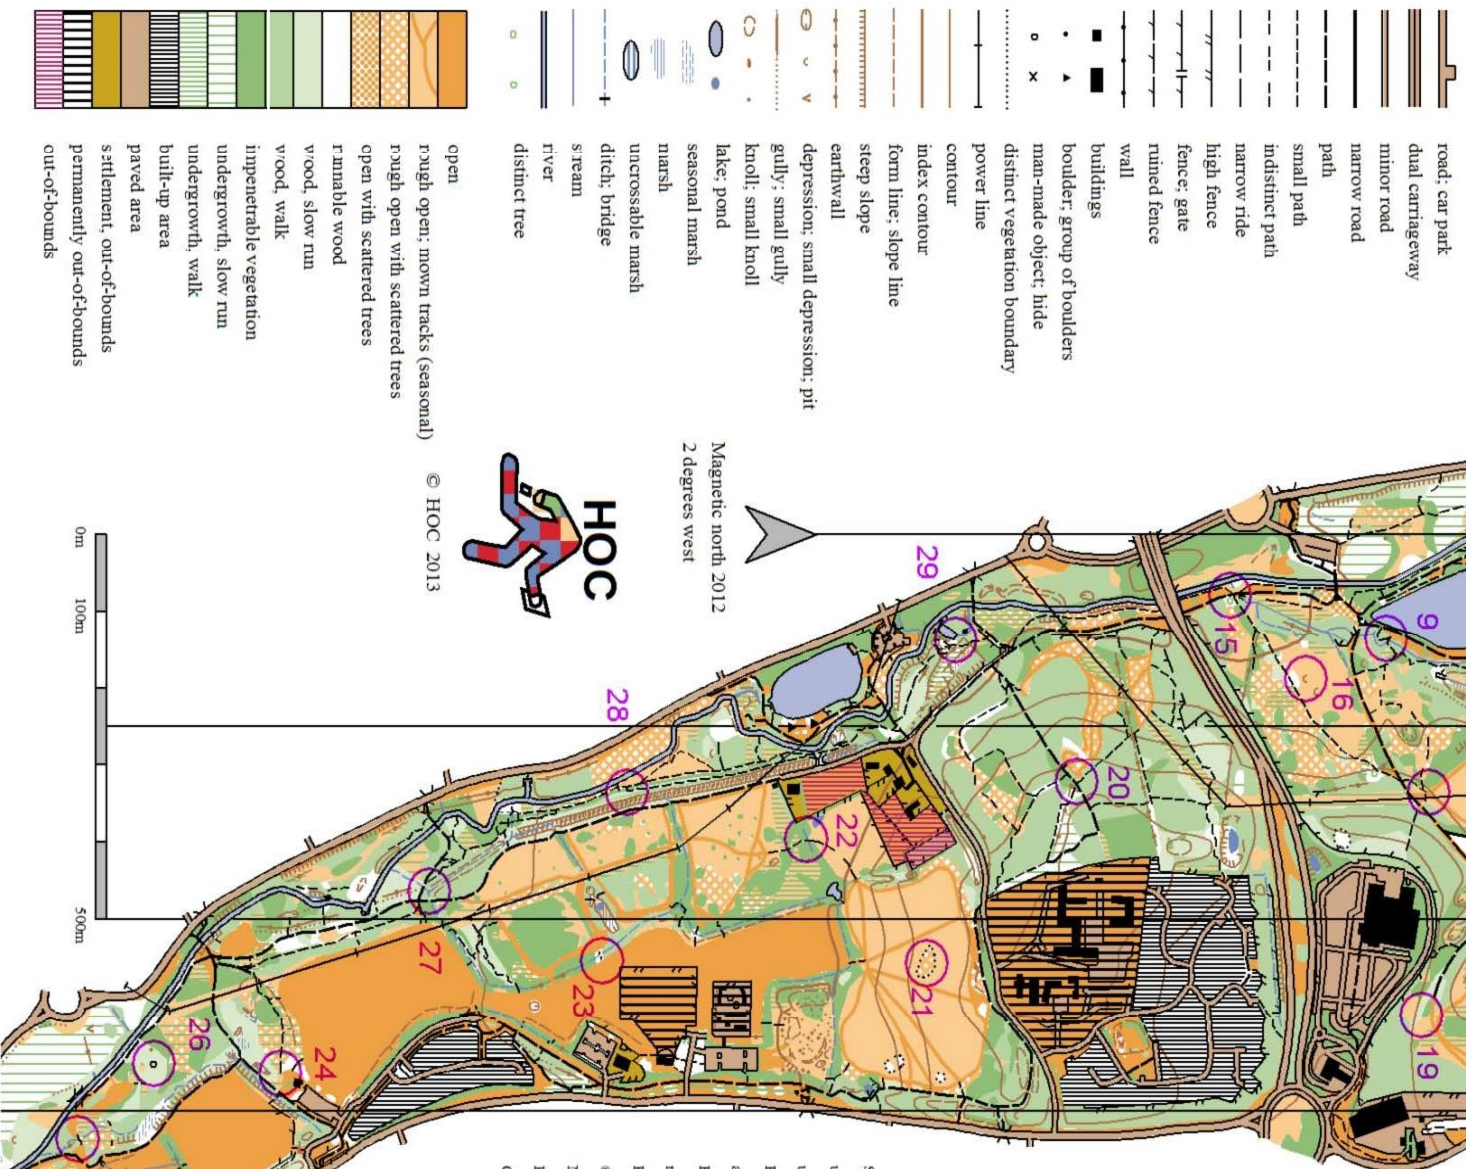 road; car park
dual carriageway
minor road
narrow road
path
small path
indistinct path
narrow ride
high fence
fence; gate
ruined fence
wall
buildings
boulder; group of boulders
man-made object; hide
distinct vegetation boundary
power line
contour
index contour
form line; slope line
steep slope
earthwall
depression; small depression; pit
gully; small gully
knoll; small knoll
lake; pond
seasonal marsh
marsh
uncrossable marsh
ditch; bridge
stream
river
distinct tree
open
rough open; mown tracks (seasonal)
rough open with scattered trees
open with scattered trees
runnable wood
wood, slow run
wood, walk
impenetrable vegetation
undergrowth, slow run
undergrowth, walk
built-up area
paved area
settlement, out-of-bounds
permanently out-of-bounds
out-of-bounds
Magnetic north 2012
2 degrees west
HOC
© HOC 2013
0m
100m
500m
9
15
16
29
20
28
22
21
19
27
23
24
26